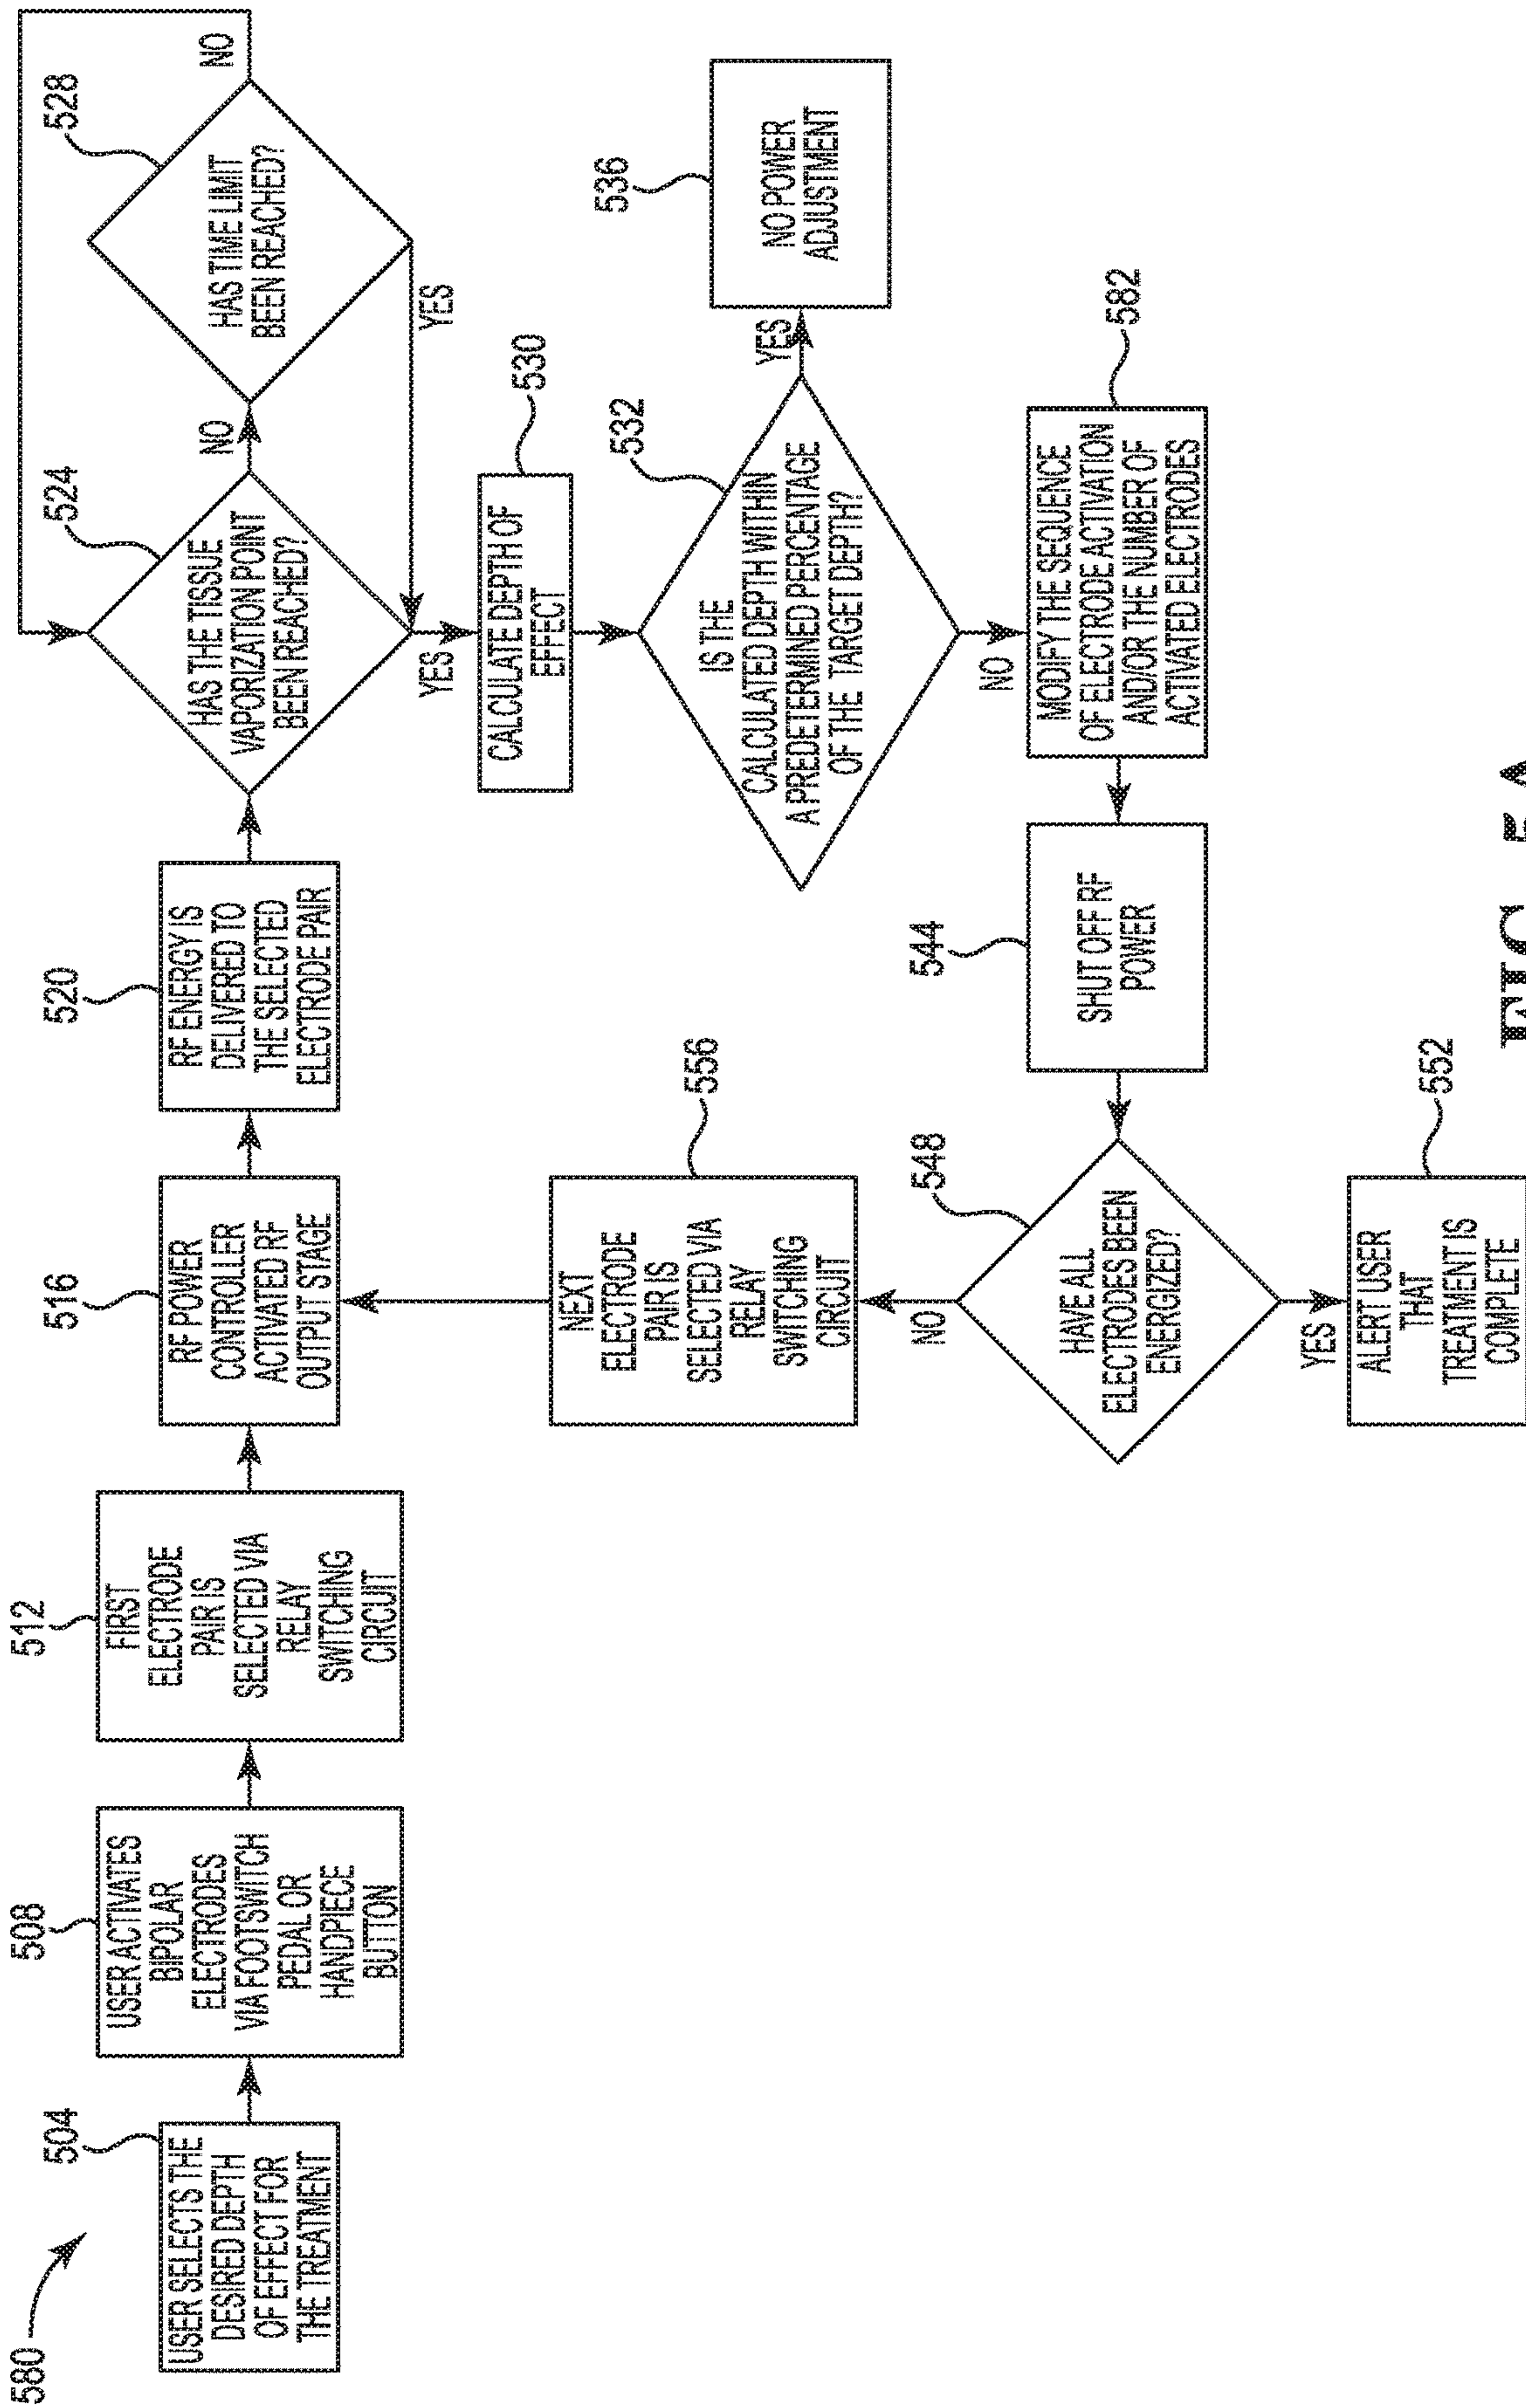 580
504
USER SELECTS THE
DESIRED DEPTH
OF EFFECT FOR
THE TREATMENT
508
USER ACTIVATES
BIPOLAR
ELECTRODES
VIA FOOTSWITCH
PEDAL OR
HANDPIECE
BUTTON
512
FIRST
ELECTRODE
PAIR IS
SELECTED VIA
RELAY
SWITCHING
CIRCUIT
516
RF POWER
CONTROLLER
ACTIVATED RF
OUTPUT STAGE
520
RF ENERGY IS
DELIVERED TO
THE SELECTED
ELECTRODE PAIR
524
HAS THE TISSUE
VAPORIZATION POINT
BEEN REACHED?
NO
528
HAS TIME LIMIT
BEEN REACHED?
NO
YES
YES
530
CALCULATE DEPTH OF
EFFECT
532
IS THE
CALCULATED DEPTH WITHIN
A PREDETERMINED PERCENTAGE
OF THE TARGET DEPTH?
YES
536
NO POWER
ADJUSTMENT
NO
582
MODIFY THE SEQUENCE
OF ELECTRODE ACTIVATION
AND/OR THE NUMBER OF
ACTIVATED ELECTRODES
544
SHUT OFF RF
POWER
548
HAVE ALL
ELECTRODES BEEN
ENERGIZED?
NO
556
NEXT
ELECTRODE
PAIR IS
SELECTED VIA
RELAY
SWITCHING
CIRCUIT
YES
552
ALERT USER
THAT
TREATMENT IS
COMPLETE